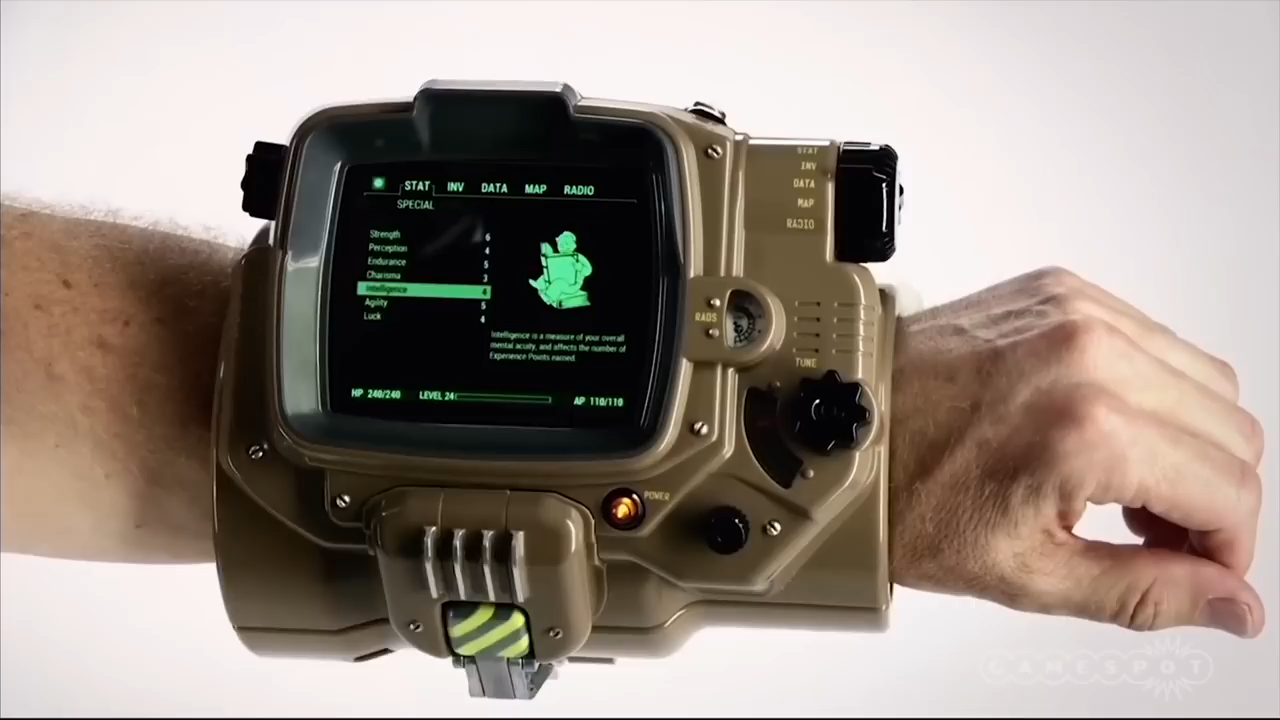 STAT INV DATA MAP RADIO
SPECIAL
Strength 6
Perception 4
Endurance 5
Charisma 3
Intelligence 4
Agility 5
Luck 4
Intelligence is a measure of your overall
mental acuity, and affects the number of
Experience Points earned.
HP 240/240 LEVEL 24 AP 110/110
STAT
INV
DATA
MAP
RADIO
RADS
TUNE
POWER
GAMESPOT